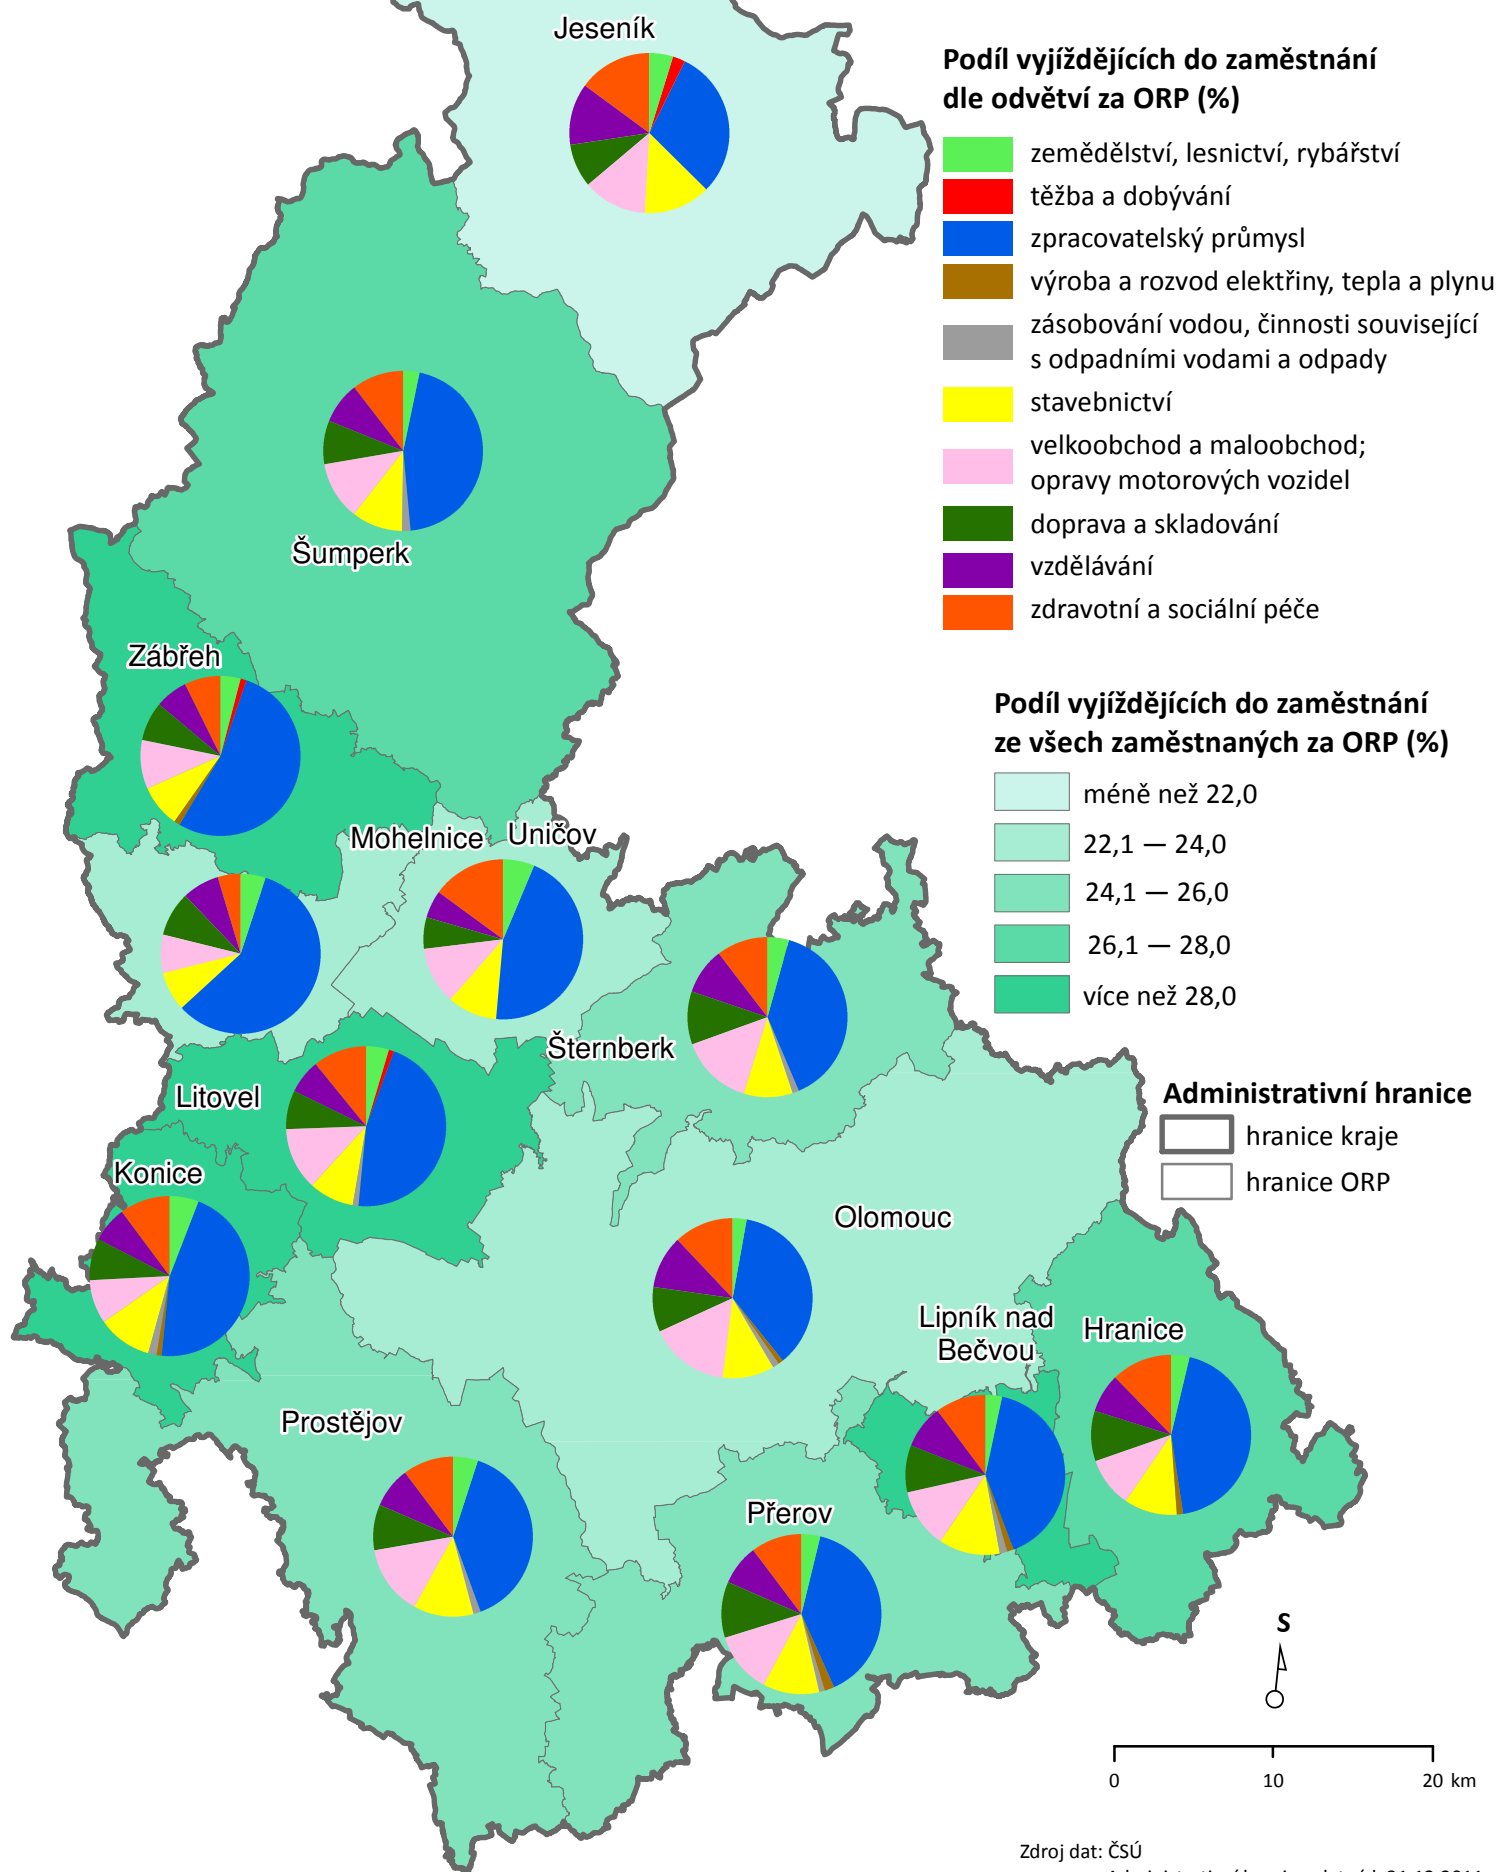 Jeseník
Podíl vyjíždějících do zaměstnání
dle odvětví za ORP (%)
zemědělství, lesnictví, rybářství
těžba a dobývání
zpracovatelský průmysl
výroba a rozvod elektřiny, tepla a plynu
zásobování vodou, činnosti související
s odpadními vodami a odpady
stavebnictví
velkoobchod a maloobchod;
opravy motorových vozidel
doprava a skladování
vzdělávání
zdravotní a sociální péče
Šumperk
Zábřeh
Podíl vyjíždějících do zaměstnání
ze všech zaměstnaných za ORP (%)
méně než 22,0
22,1 — 24,0
24,1 — 26,0
26,1 — 28,0
více než 28,0
Mohelnice
Uničov
Šternberk
Litovel
Konice
Administrativní hranice
hranice kraje
hranice ORP
Olomouc
Lipník nad
Bečvou
Hranice
Prostějov
Přerov
S
0 10 20 km
Zdroj dat: ČSÚ